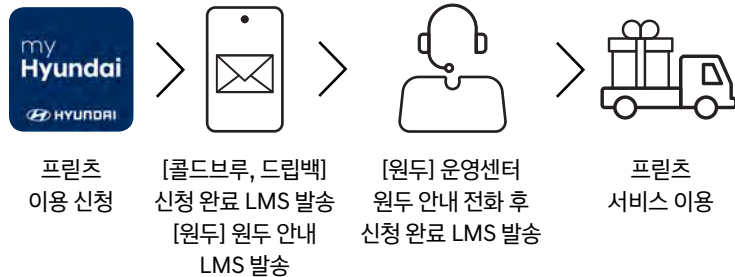 my
Hyundai
HYUNDAI
프릳츠
이용 신청
[콜드브루, 드립백]
신청 완료 LMS 발송
[원두] 원두 안내
LMS 발송
[원두] 운영센터
원두 안내 전화 후
신청 완료 LMS 발송
프릳츠
서비스 이용